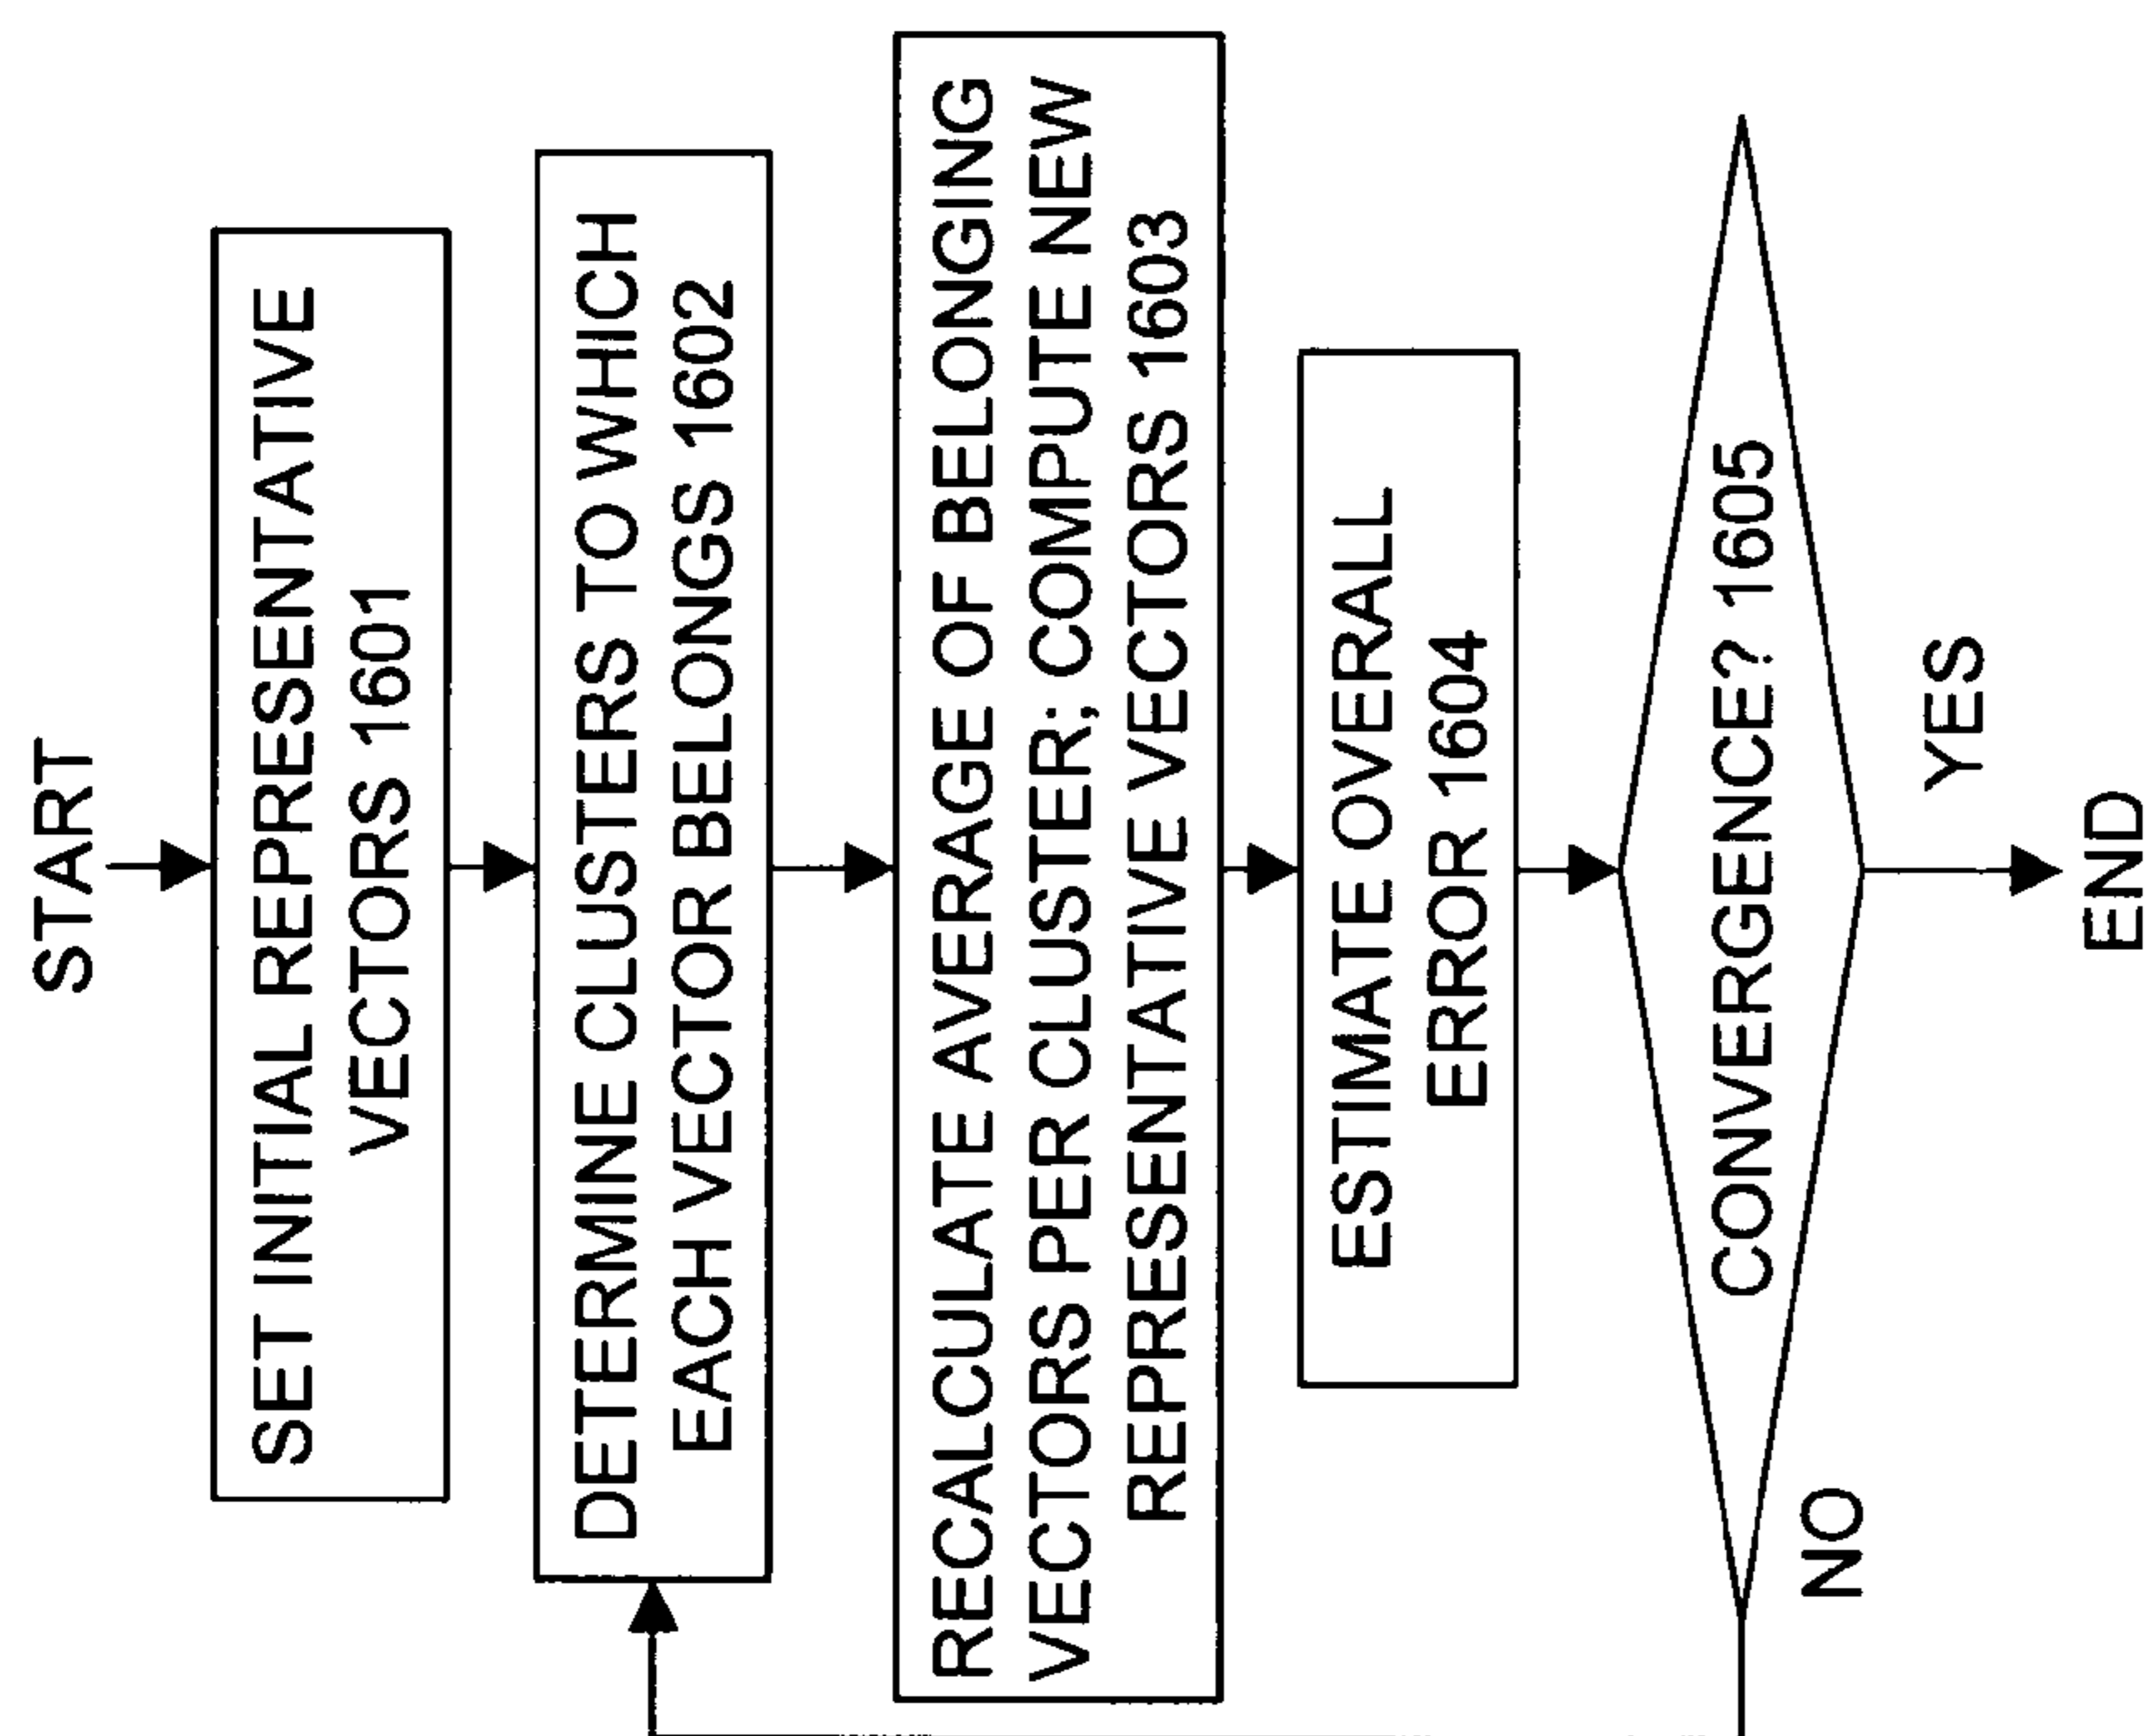 START
SET INITIAL REPRESENTATIVE
VECTORS 1601
DETERMINE CLUSTERS TO WHICH
EACH VECTOR BELONGS 1602
RECALCULATE AVERAGE OF BELONGING
VECTORS PER CLUSTER; COMPUTE NEW
REPRESENTATIVE VECTORS 1603
ESTIMATE OVERALL
ERROR 1604
CONVERGENCE? 1605
NO
YES
END